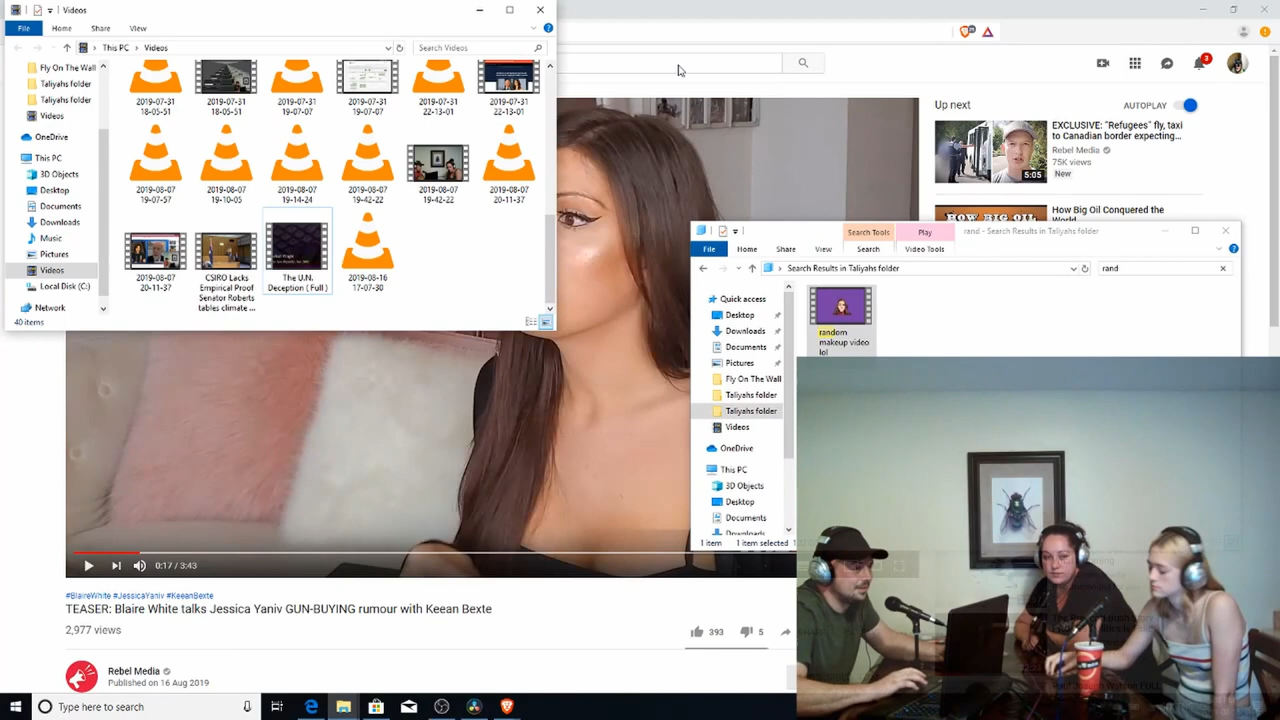 Videos
File
Home
Share
View
This PC
Videos
Search Videos
Fly On The Wall
Taliyahs folder
Taliyahs folder
Videos
OneDrive
This PC
3D Objects
Desktop
Documents
Downloads
Music
Pictures
Videos
Local Disk (C:)
Network
2019-07-31
18-05-51
2019-07-31
18-05-51
2019-07-31
19-07-07
2019-07-31
19-07-07
2019-07-31
22-13-01
2019-07-31
22-13-01
2019-08-07
19-07-57
2019-08-07
19-10-05
2019-08-07
19-14-24
2019-08-07
19-42-22
2019-08-07
19-42-22
2019-08-07
20-11-37
2019-08-07
20-11-37
CSIRO Lacks
Empirical Proof
Senator Roberts
tables climate ...
The U.N.
Deception ( Full )
2019-08-16
17-07-30
40 items
3
Up next
AUTOPLAY
EXCLUSIVE: "Refugees" fly, taxi
to Canadian border expecting...
Rebel Media
75K views
New
5:05
HOW BIG OIL
How Big Oil Conquered the
World
rand - Search Results in Taliyahs folder
Search Tools
Play
File
Home
Share
View
Search
Video Tools
Search Results in Taliyahs folder
rand
Quick access
Desktop
Downloads
Documents
Pictures
Fly On The Wall
Taliyahs folder
Taliyahs folder
Videos
OneDrive
This PC
3D Objects
Desktop
Documents
Downloads
random
makeup video
lol
1 item
1 item selected
0:17 / 3:43
#BlaireWhite #JessicaYaniv #KeeanBexte
TEASER: Blaire White talks Jessica Yaniv GUN-BUYING rumour with Keean Bexte
2,977 views
393
5
Rebel Media
Published on 16 Aug 2019
Type here to search